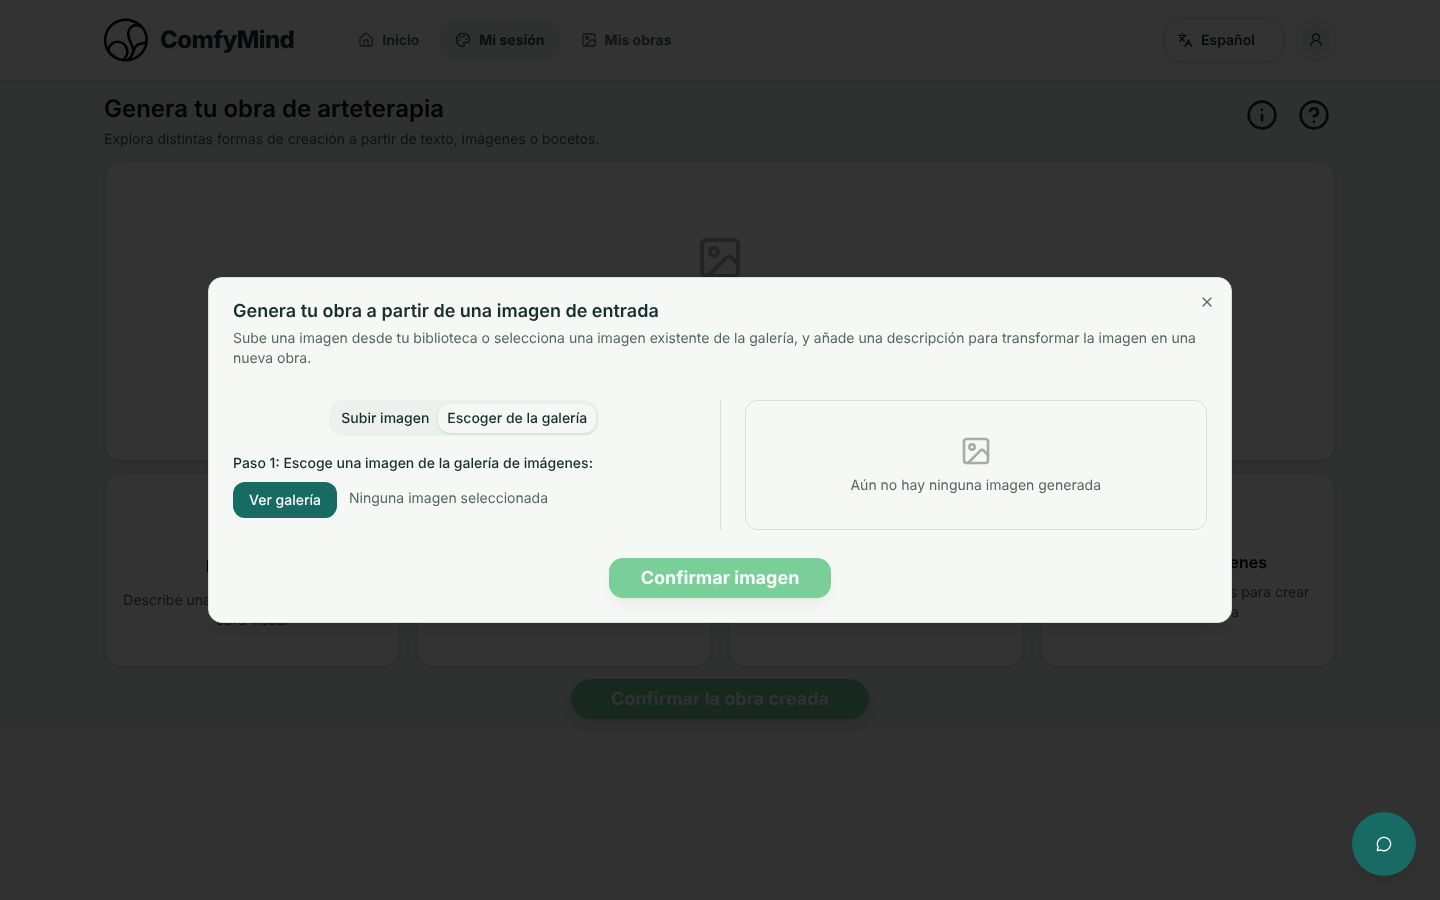 ComfyMind
Inicio
Mi sesión
Mis obras
Español
Genera tu obra de arteterapia
Explora distintas formas de creación a partir de texto, imágenes o bocetos.
Genera tu obra a partir de una imagen de entrada
Sube una imagen desde tu biblioteca o selecciona una imagen existente de la galería, y añade una descripción para transformar la imagen en una
nueva obra.
Subir imagen
Escoger de la galería
Paso 1: Escoge una imagen de la galería de imágenes:
Ver galería
Ninguna imagen seleccionada
Aún no hay ninguna imagen generada
Confirmar imagen
Describe una
para crear
Confirmar la obra creada